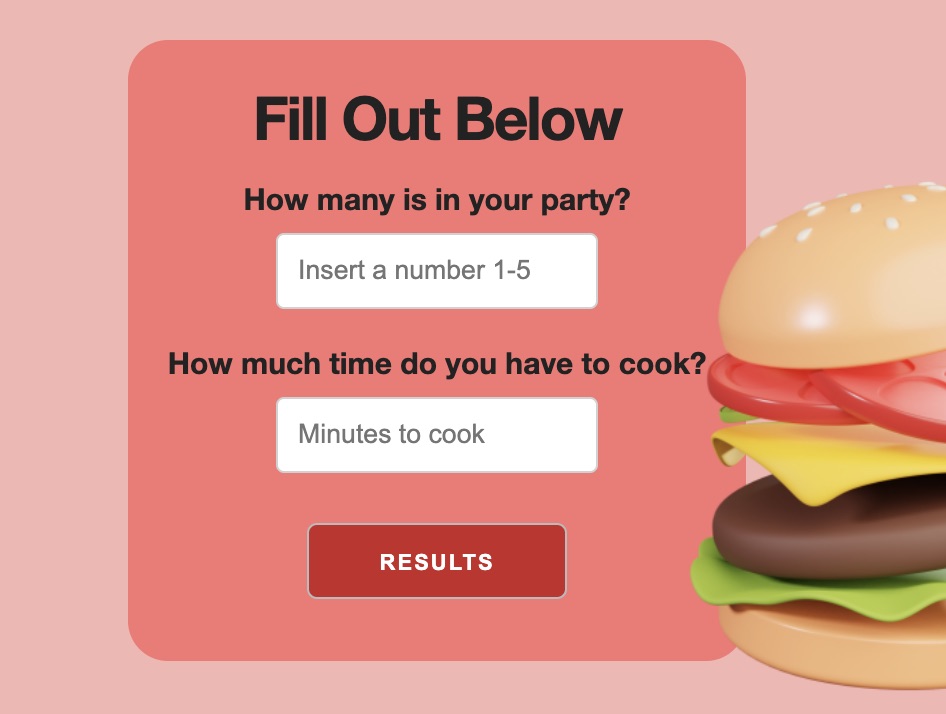 Fill Out Below
How many is in your party?
Insert a number 1-5
How much time do you have to cook?
Minutes to cook
RESULTS